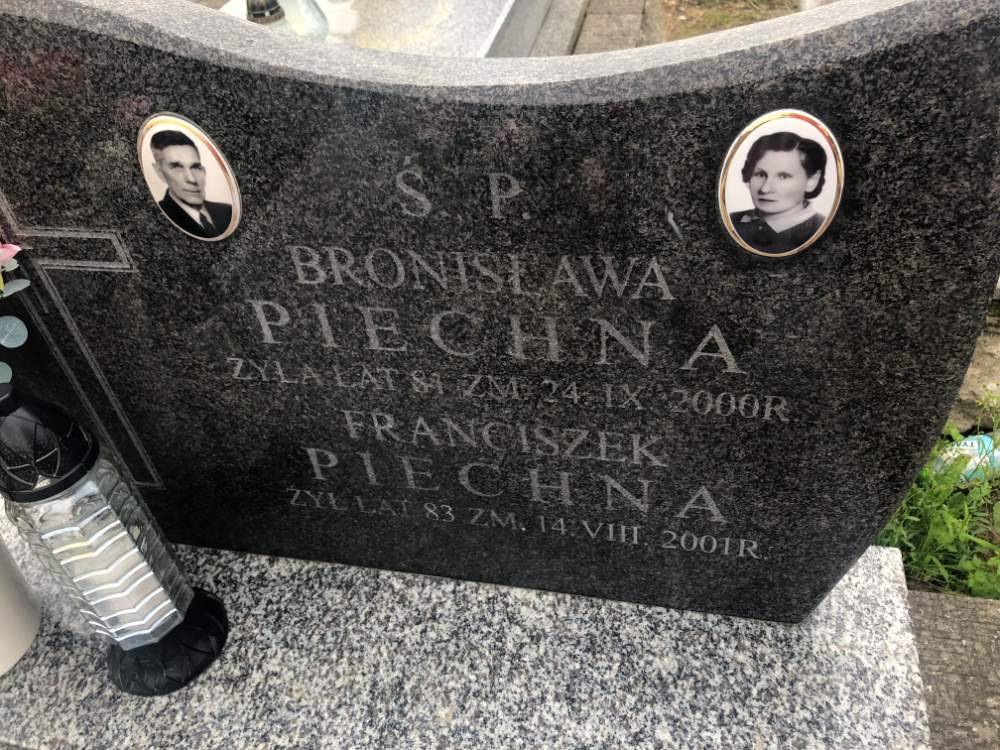 Ś. P.
BRONISŁAWA
PIECHNA
ŻYŁA LAT 81 ZM. 24. IX 2000R.
FRANCISZEK
PIECHNA
ŻYŁ LAT 83 ZM. 14.VIII. 2001R.